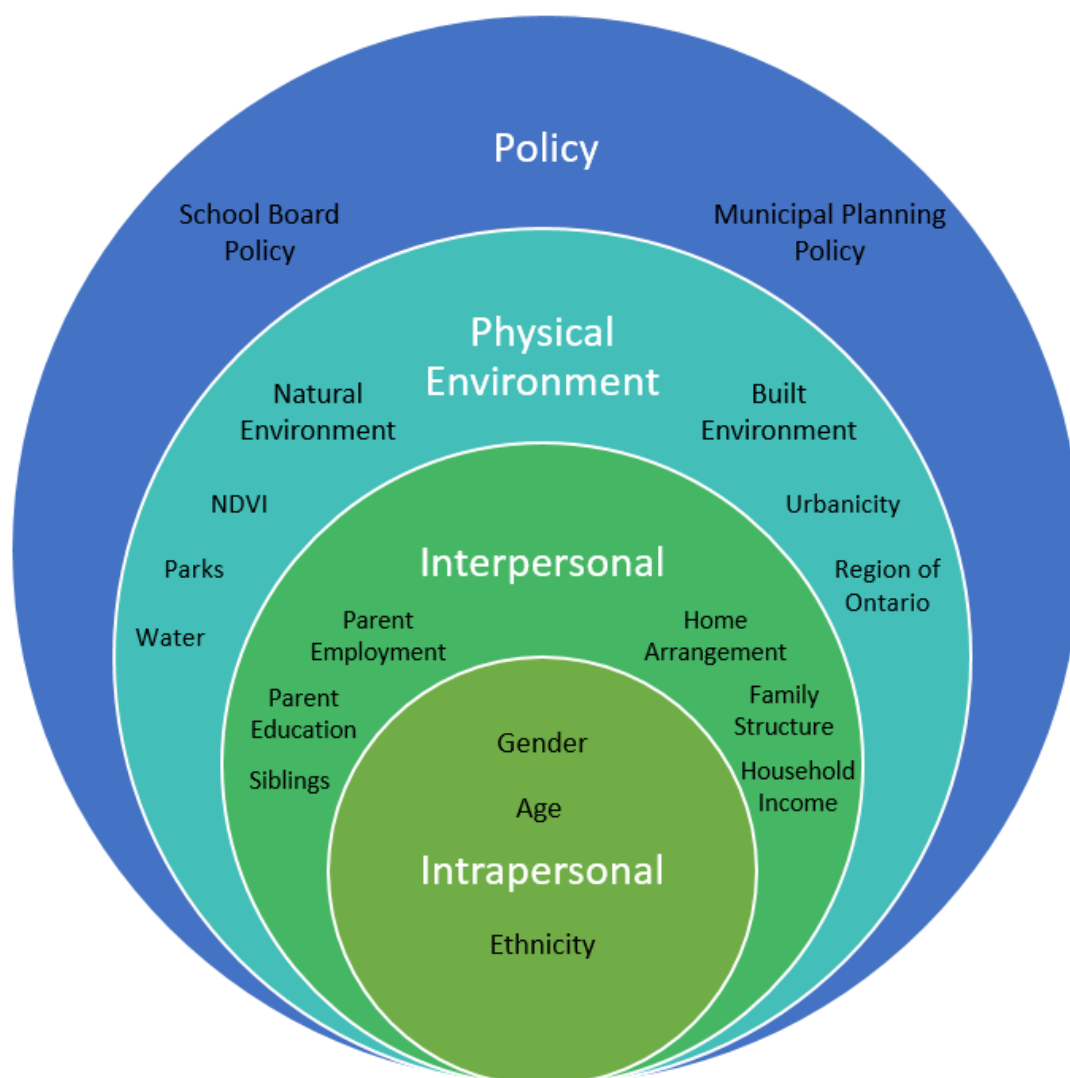 Policy
School Board
Policy
Municipal Planning
Policy
Physical
Environment
Natural
Environment
Built
Environment
NDVI
Urbanicity
Parks
Region of
Ontario
Water
Interpersonal
Parent
Employment
Home
Arrangement
Parent
Education
Family
Structure
Siblings
Household
Income
Gender
Age
Intrapersonal
Ethnicity